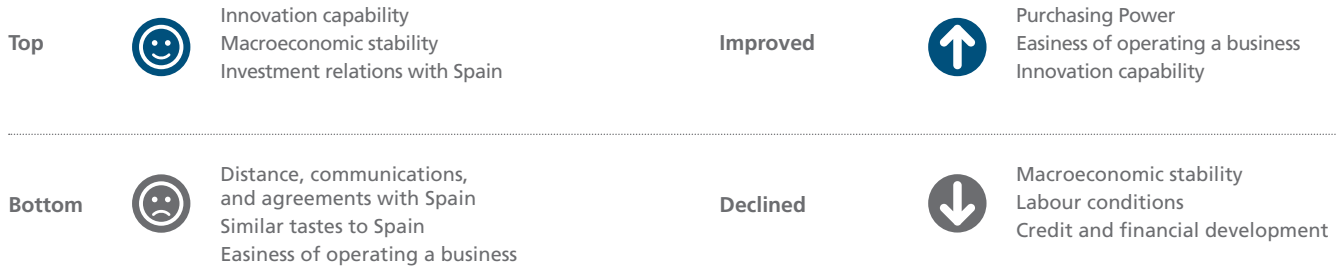 Top
Innovation capability
Macroeconomic stability
Investment relations with Spain
Improved
Purchasing Power
Easiness of operating a business
Innovation capability
Bottom
Distance, communications,
and agreements with Spain
Similar tastes to Spain
Easiness of operating a business
Declined
Macroeconomic stability
Labour conditions
Credit and financial development